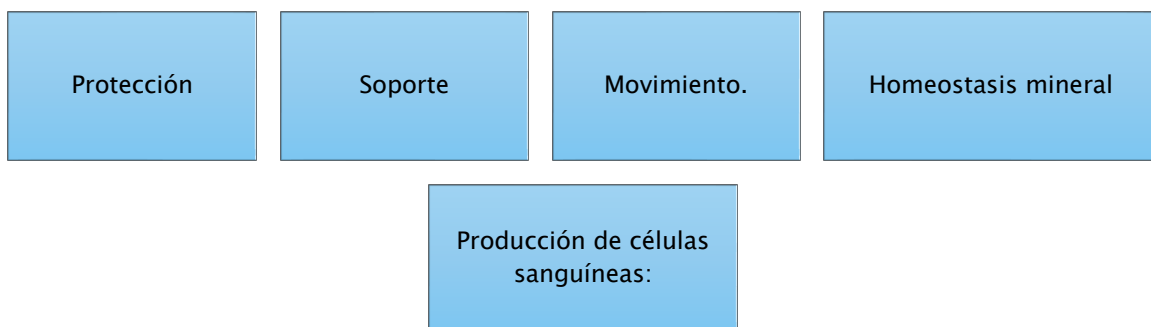 Protección
Soporte
Movimiento.
Homeostasis mineral
Producción de células
sanguíneas: